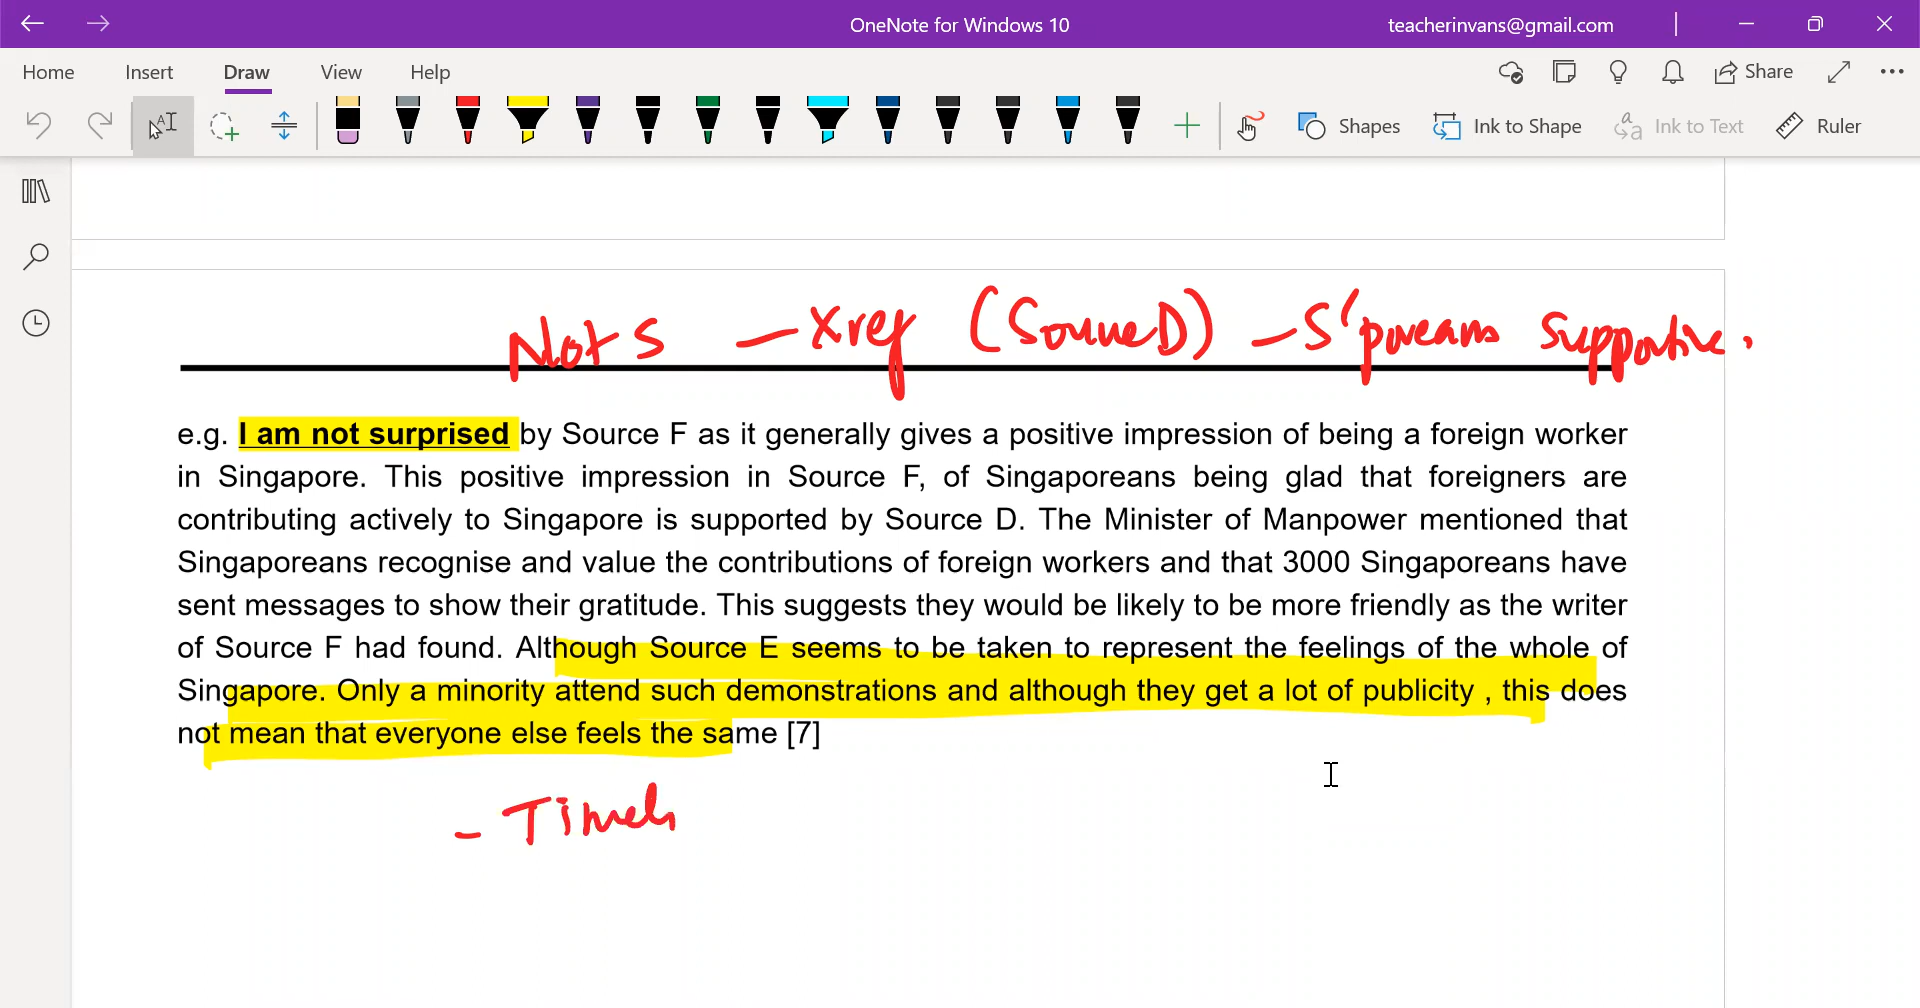 OneNote for Windows 10
teacherinvans@gmail.com
Home Insert Draw View Help
Share
Shapes Ink to Shape Ink to Text Ruler
Not S - Xref (Source D) - S'poreans supportive.
e.g. I am not surprised by Source F as it generally gives a positive impression of being a foreign worker
in Singapore. This positive impression in Source F, of Singaporeans being glad that foreigners are
contributing actively to Singapore is supported by Source D. The Minister of Manpower mentioned that
Singaporeans recognise and value the contributions of foreign workers and that 3000 Singaporeans have
sent messages to show their gratitude. This suggests they would be likely to be more friendly as the writer
of Source F had found. Although Source E seems to be taken to represent the feelings of the whole of
Singapore. Only a minority attend such demonstrations and although they get a lot of publicity , this does
not mean that everyone else feels the same [7]